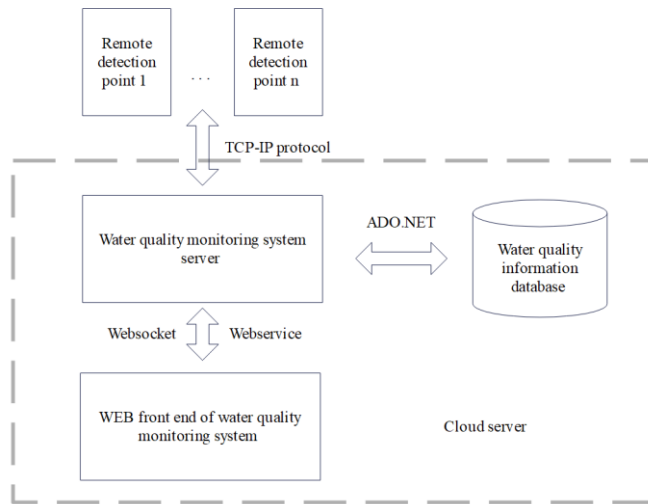 Remote
detection
point 1
...
Remote
detection
point n
TCP-IP protocol
Water quality monitoring system
server
ADO.NET
Water quality
information
database
Websocket
Webservice
WEB front end of water quality
monitoring system
Cloud server